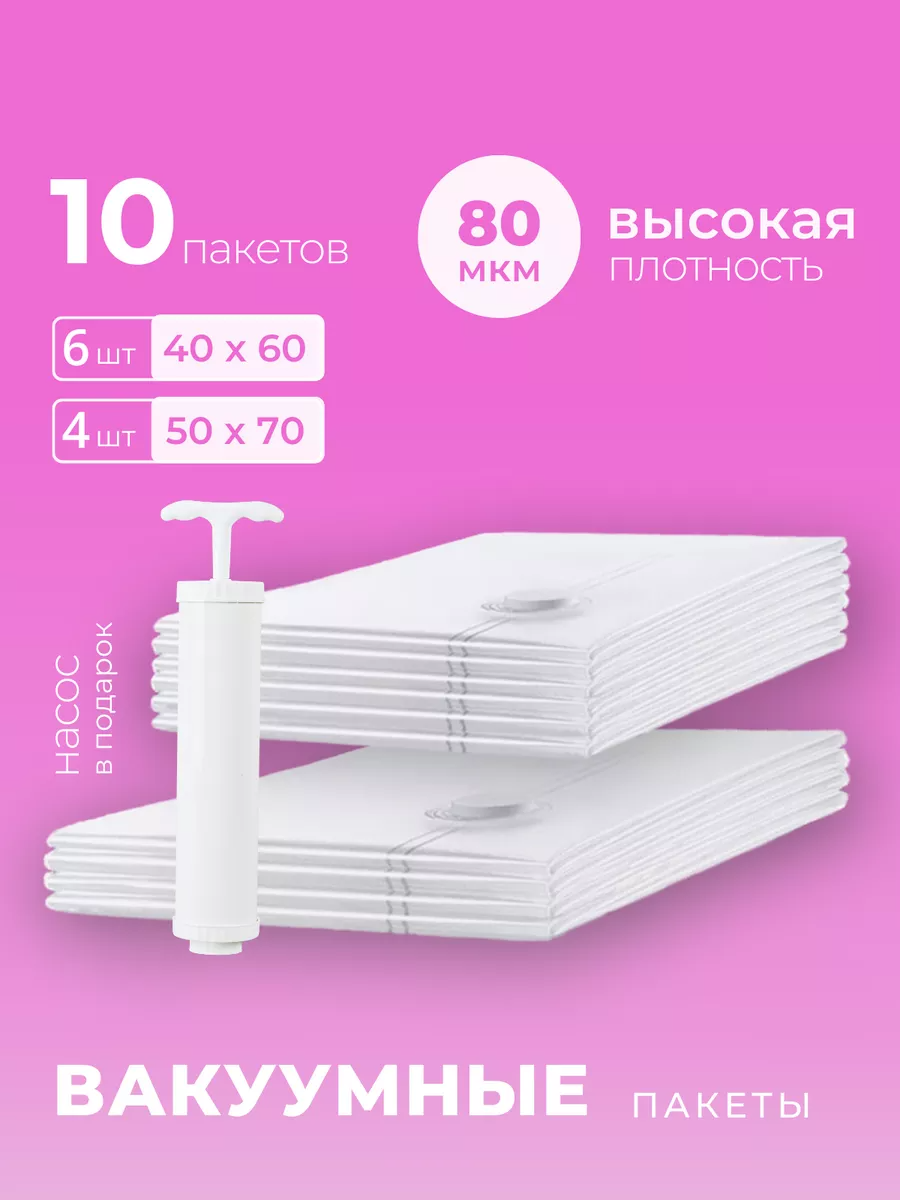 10 пакетов
80
мкм
высокая
плотность
6 шт 40 x 60
4 шт 50 x 70
насос
в подарок
ВАКУУМНЫЕ ПАКЕТЫ